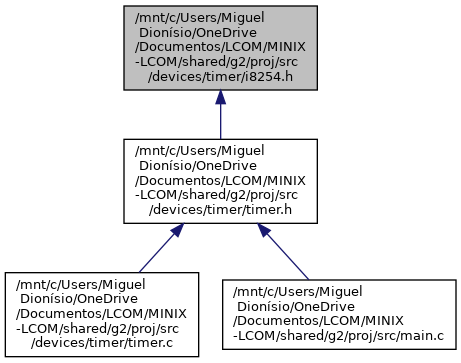 /mnt/c/Users/Miguel
Dionísio/OneDrive
/Documentos/LCOM/MINIX
-LCOM/shared/g2/proj/src
/devices/timer/i8254.h
/mnt/c/Users/Miguel
Dionísio/OneDrive
/Documentos/LCOM/MINIX
-LCOM/shared/g2/proj/src
/devices/timer/timer.h
/mnt/c/Users/Miguel
Dionísio/OneDrive
/Documentos/LCOM/MINIX
-LCOM/shared/g2/proj/src
/devices/timer/timer.c
/mnt/c/Users/Miguel
Dionísio/OneDrive
/Documentos/LCOM/MINIX
-LCOM/shared/g2/proj/src/main.c